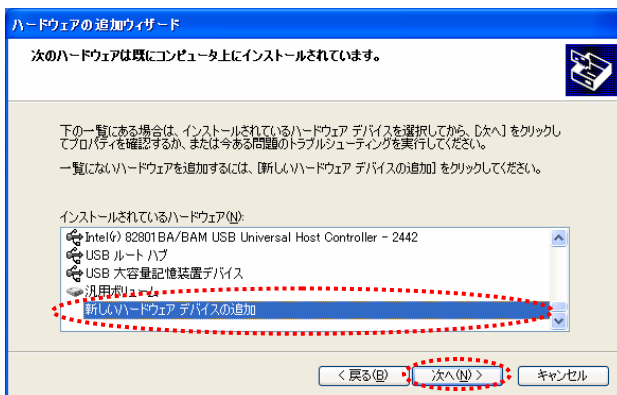 ハードウェアの追加ウィザード
次のハードウェアは既にコンピュータ上にインストールされています。
下の一覧にある場合は、インストールされているハードウェア デバイスを選択してから、[次へ] をクリックし
てプロパティを確認するか、または今ある問題のトラブルシューティングを実行してください。
一覧にないハードウェアを追加するには、[新しいハードウェア デバイスの追加] をクリックしてください。
インストールされているハードウェア(N):
Intel(r) 82801BA/BAM USB Universal Host Controller - 2442
USB ルート ハブ
USB 大容量記憶装置デバイス
汎用ボリューム
新しいハードウェア デバイスの追加
< 戻る(B)
次へ(N) >
キャンセル